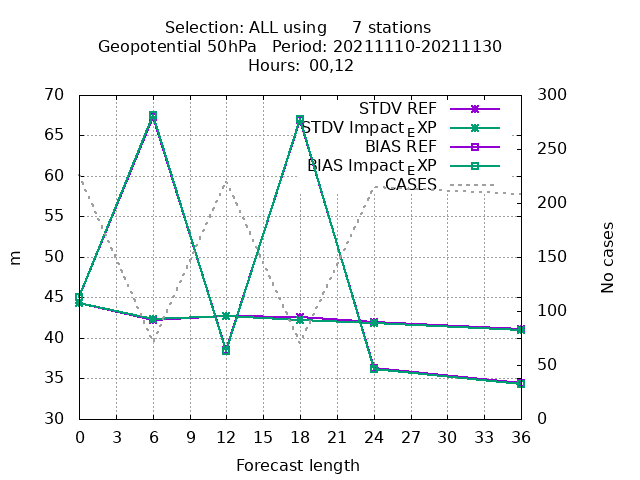 Selection: ALL using 7 stations
Geopotential 50hPa Period: 20211110-20211130
Hours: 00,12
70
65
60
55
50
45
40
35
30
300
250
200
150
100
50
0
STDV REF
STDV Impact_EXP
BIAS REF
BIAS Impact_EXP
CASES
m
No cases
0 3 6 9 12 15 18 21 24 27 30 33 36
Forecast length